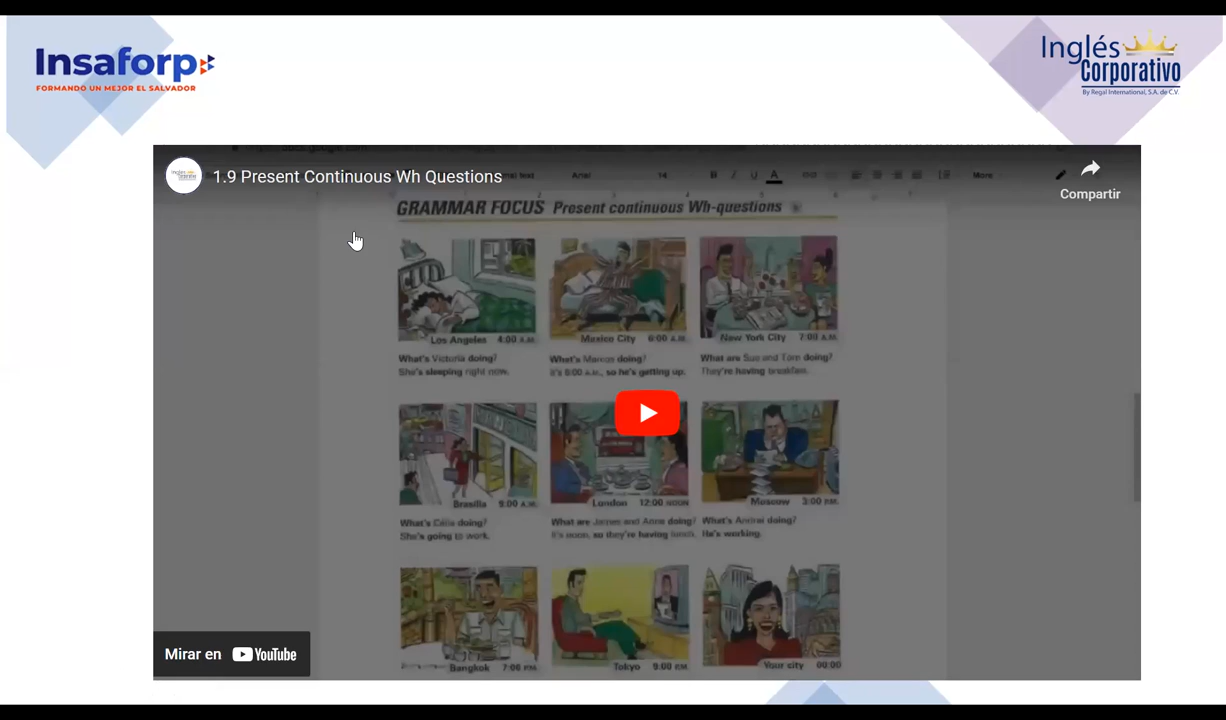 Insaforp
FORMANDO UN MEJOR EL SALVADOR
Inglés
Corporativo
By Regal International, S.A. de C.V.
1.9 Present Continuous Wh Questions
Compartir
Arial
14
B I U A
More
GRAMMAR FOCUS Present continuous Wh-questions
Los Angeles 4:00 A.M.
Mexico City 6:00 A.M.
New York City 7:00 A.M.
What's Victoria doing?
She's sleeping right now.
What's Marcos doing?
It's 6:00 A.M., so he's getting up.
What are Sue and Tom doing?
They're having breakfast.
Brasilia 9:00 A.M.
London 12:00 NOON
Moscow 3:00 P.M.
What's Célia doing?
She's going to work.
What are James and Anne doing?
It's noon, so they're having lunch.
What's Andrei doing?
He's working.
Bangkok 7:00 P.M.
Tokyo 9:00 P.M.
Your city 00:00
Mirar en YouTube